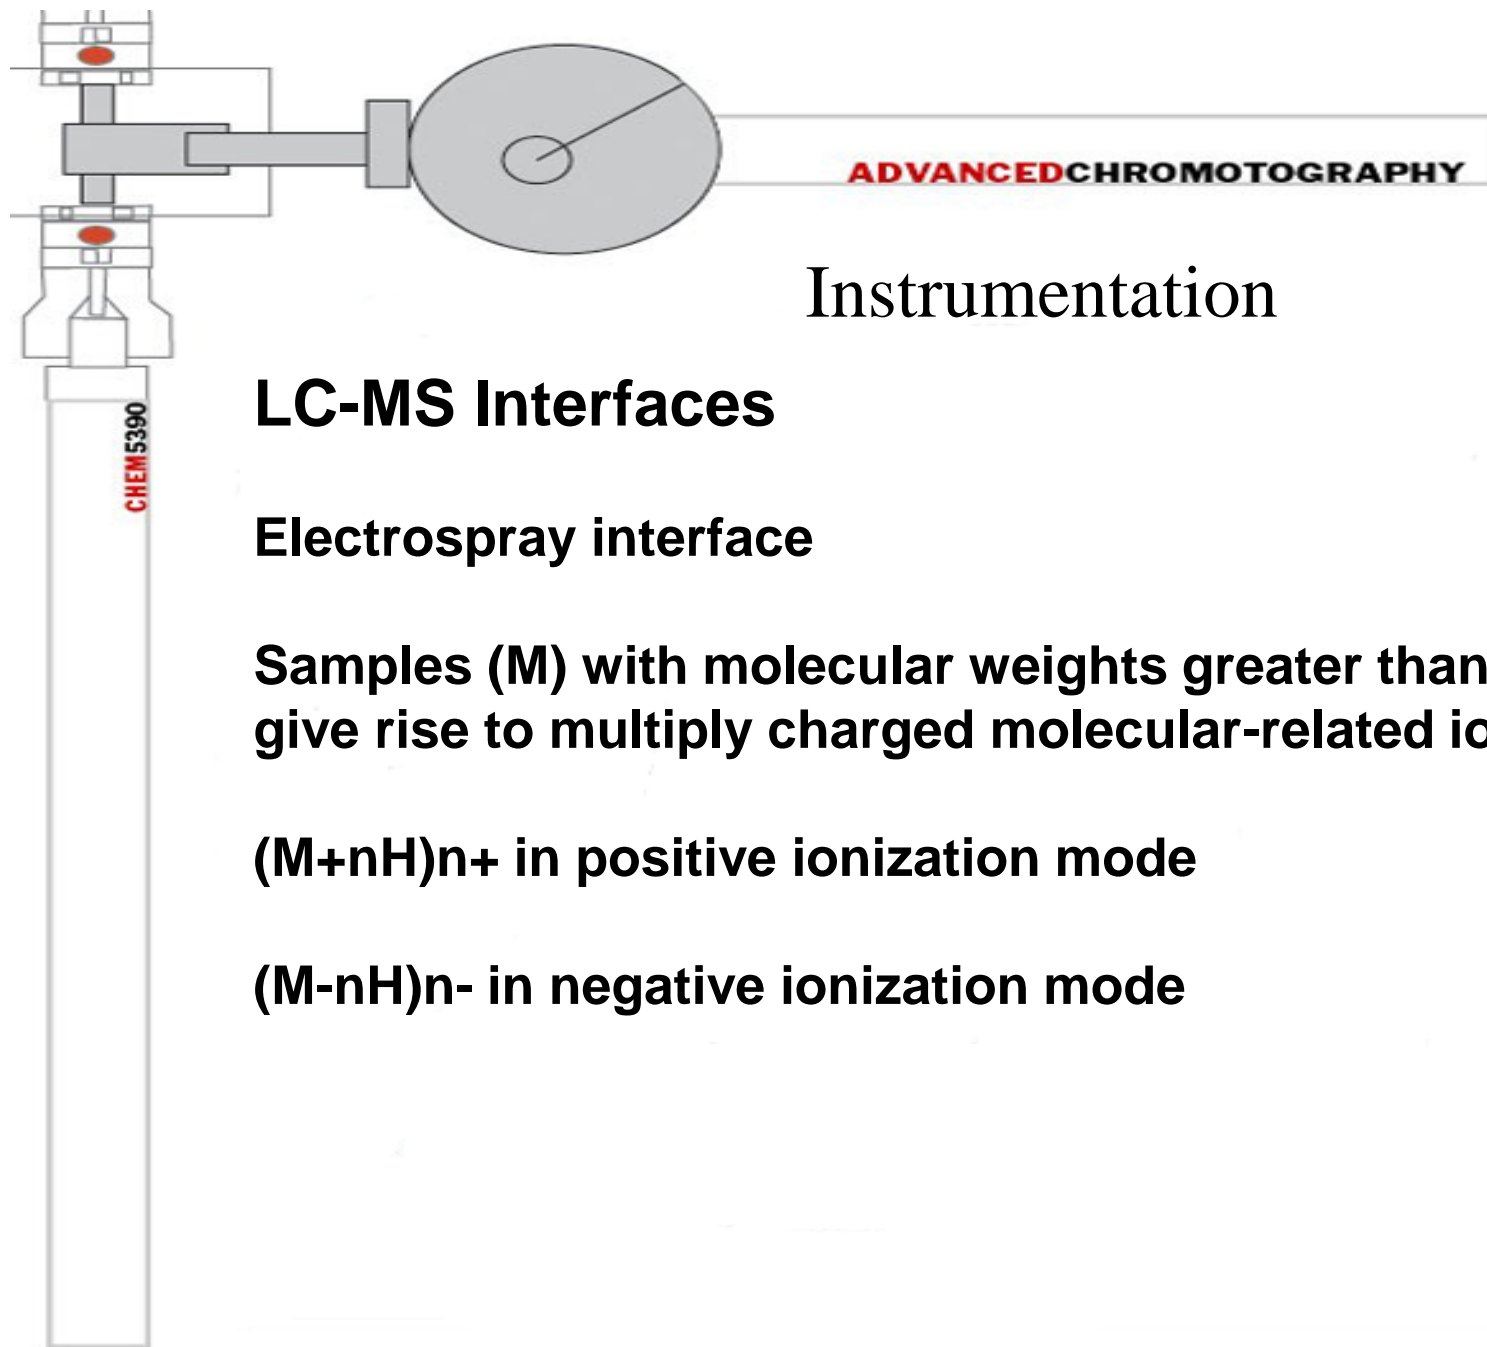 ADVANCEDCHROMOTOGRAPHY
Instrumentation
LC-MS Interfaces
CHEM5390
Electrospray interface
Samples (M) with molecular weights greater than
give rise to multiply charged molecular-related
(M+nH)n+ in positive ionization mode
(M-nH)n- in negative ionization mode